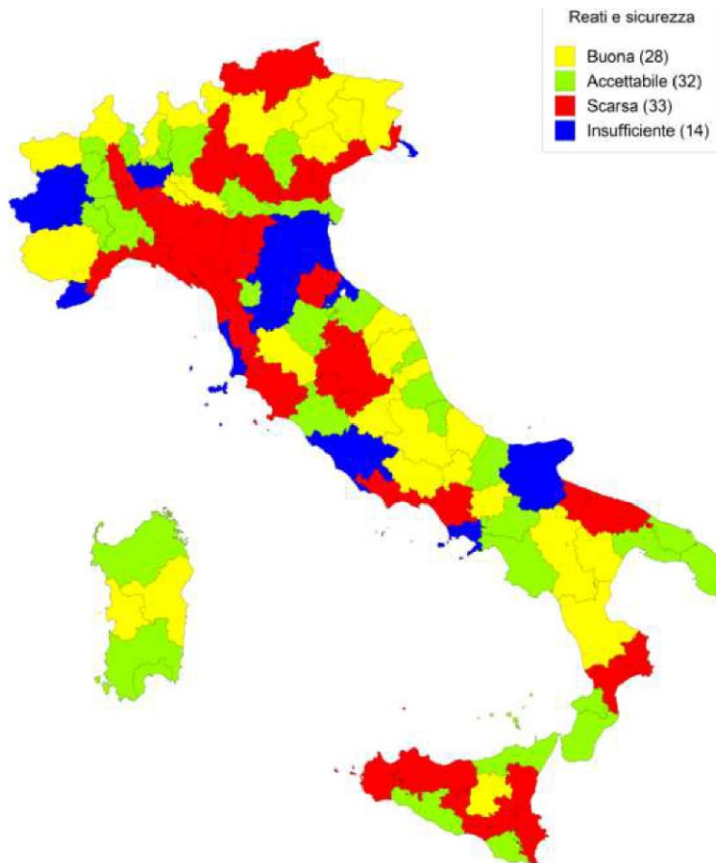 Reati e sicurezza
Buona (28)
Accettabile (32)
Scarsa (33)
Insufficiente (14)